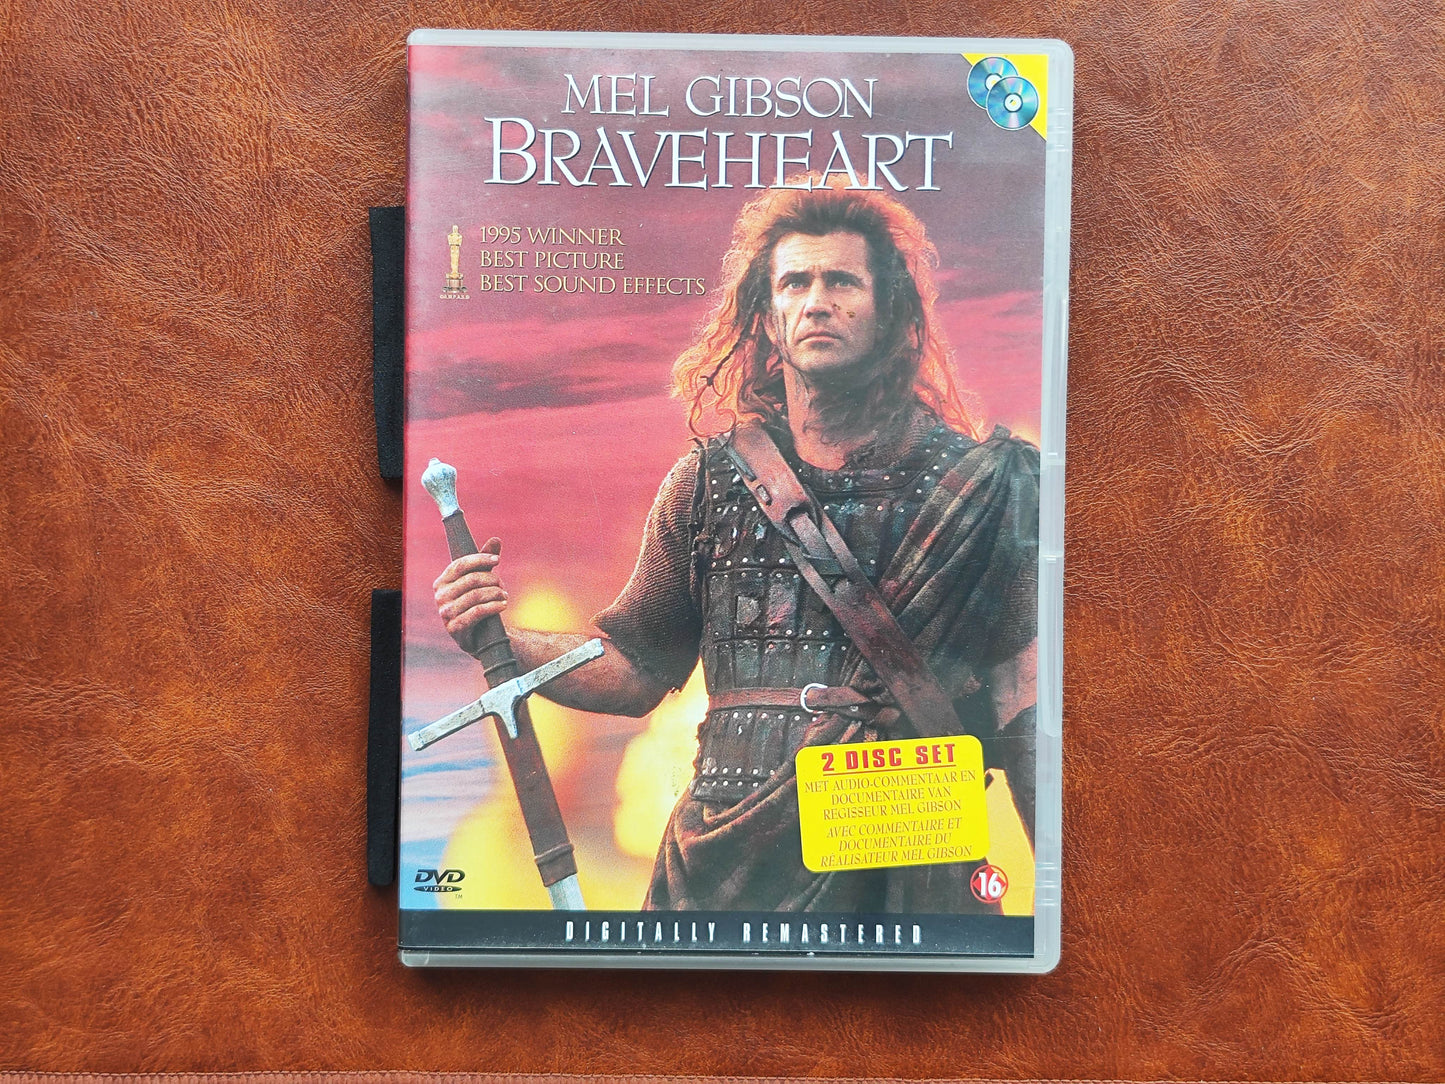 MEL GIBSON
BRAVEHEART
1995 WINNER
BEST PICTURE
BEST SOUND EFFECTS
2 DISC SET
MET AUDIO-COMMENTAAR EN
DOCUMENTAIRE VAN
REGISSEUR MEL GIBSON
AVEC COMMENTAIRE ET
DOCUMENTAIRE DU
RÉALISATEUR MEL GIBSON
DVD
VIDEO
TM
16
DIGITALLY REMASTERED